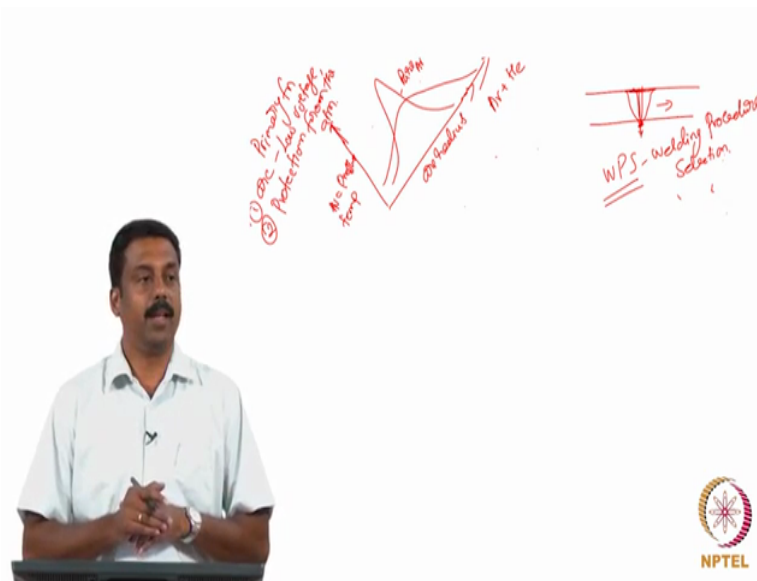 Primary fn
① arc - Low voltage,
② Protection from the
atm.
temp
arc radius
Ar + He
WPS - Welding Procedure
Selection
NPTEL